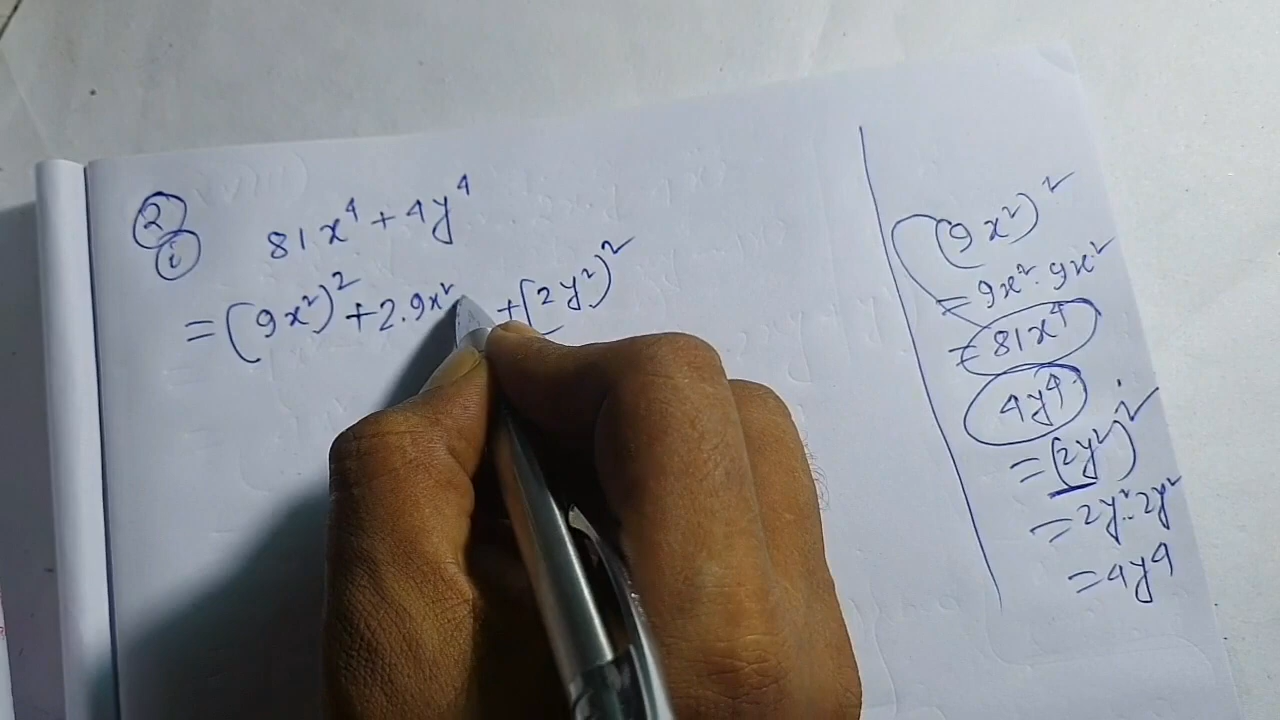 2
i 81x⁴ + 4y⁴
= (9x²)² + 2.9x² + (2y²)²
(9x²)²
= 9x². 9x²
= 81x⁴
4y⁴
= (2y²)²
= 2y². 2y²
= 4y4